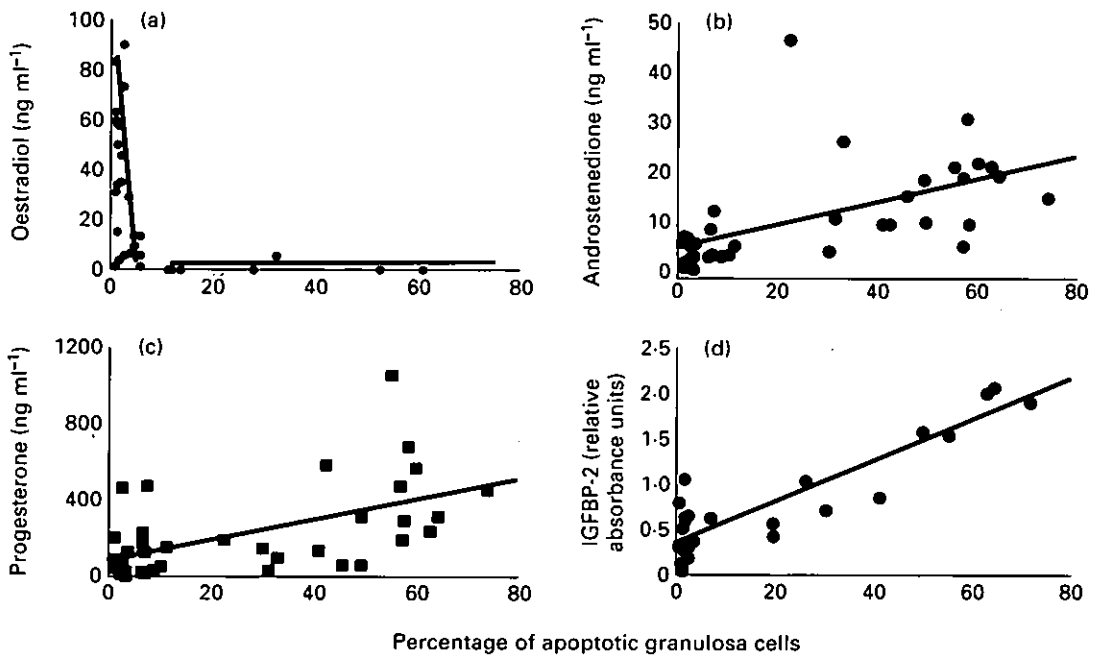 (a)
Oestradiol (ng ml⁻¹)
100
80
60
40
20
0
0 20 40 60 80
(b)
Androstenedione (ng ml⁻¹)
50
40
30
20
10
0
0 20 40 60 80
(c)
Progesterone (ng ml⁻¹)
1200
800
400
0
0 20 40 60 80
(d)
IGFBP-2 (relative
absorbance units)
2·5
2·0
1·5
1·0
0·5
0
0 20 40 60 80
Percentage of apoptotic granulosa cells